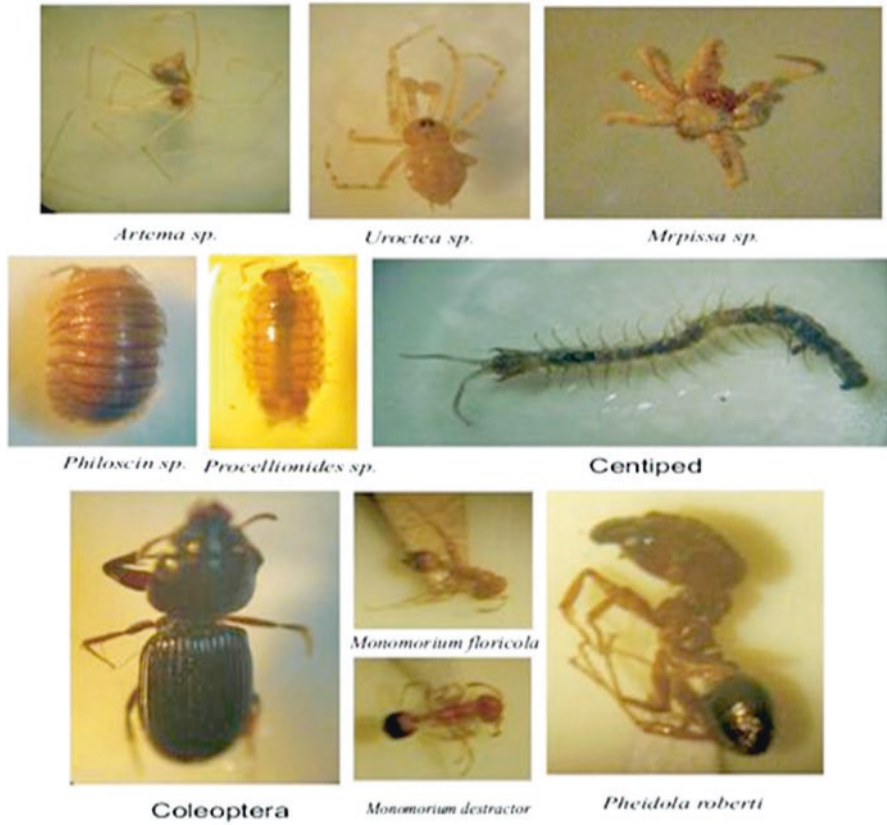 Artema sp.
Uroctea sp.
Mrpissa sp.
Philoscin sp.
Procellionides sp.
Centiped
Coleoptera
Monomorium floricola
Monomorium destractor
Pheidola roberti